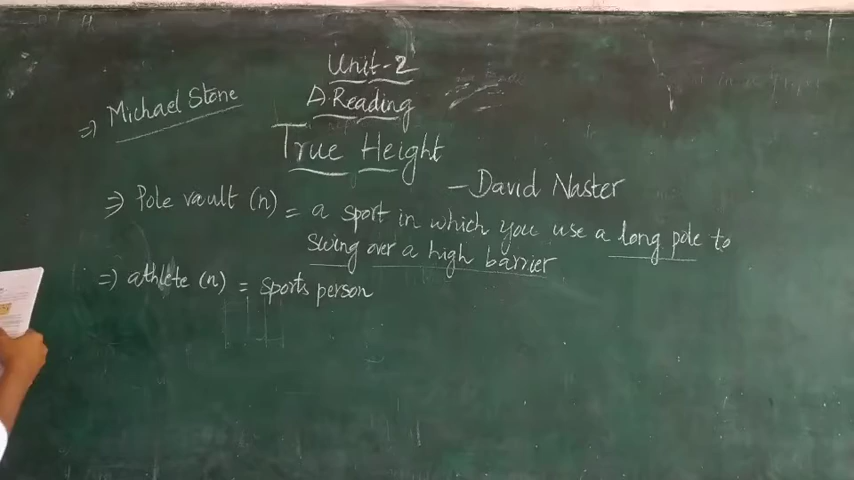 Unit-2
A.Reading
⇒ Michael Stone
True Height
- David Naster
⇒ Pole vault (n) = a sport in which you use a long pole to
swing over a high barrier
⇒ athlete (n) = sports person